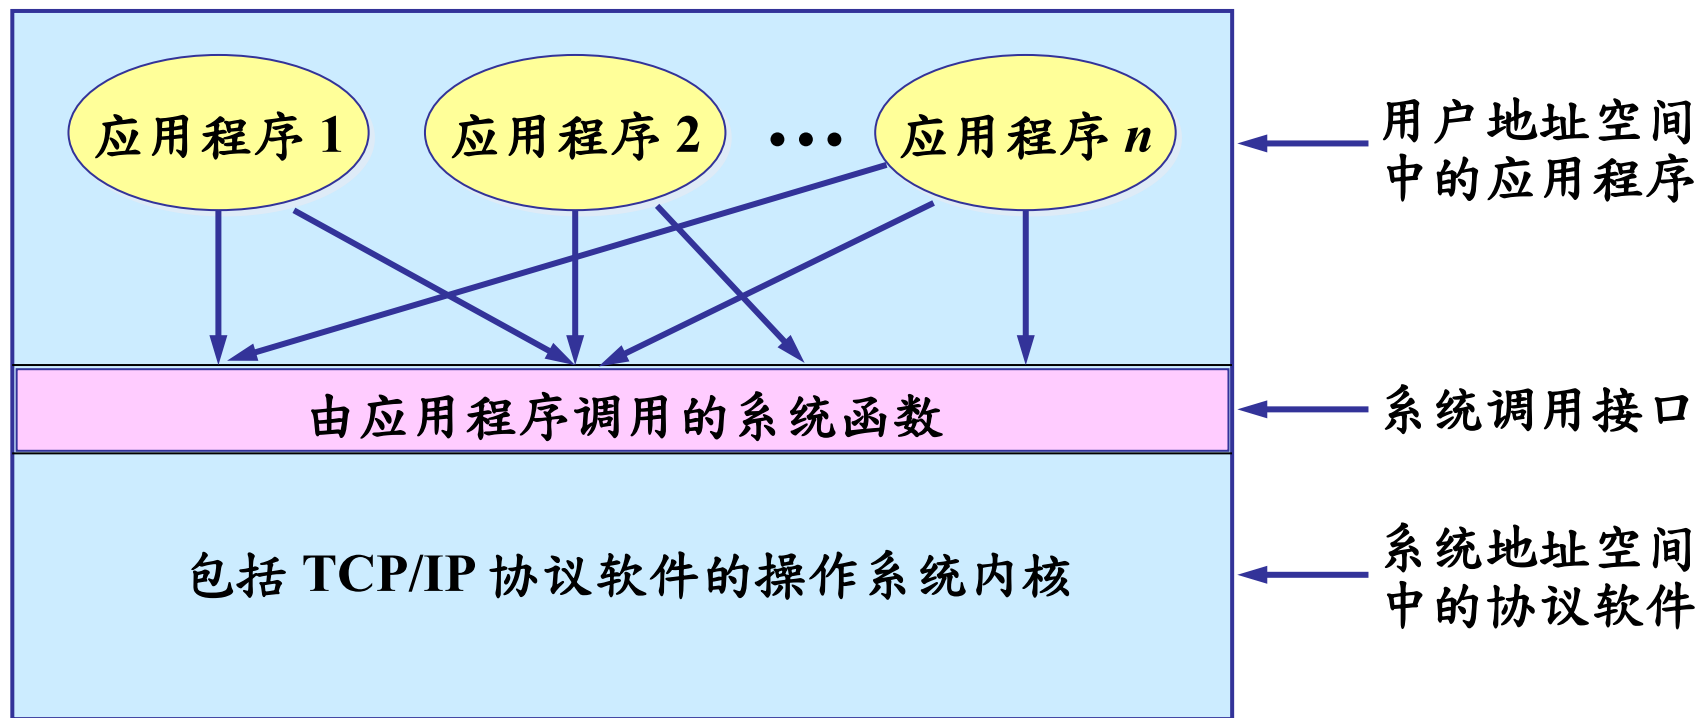 应用程序 1
应用程序 2
…
应用程序 n
用户地址空间
中的应用程序
由应用程序调用的系统函数
系统调用接口
包括 TCP/IP 协议软件的操作系统内核
系统地址空间
中的协议软件